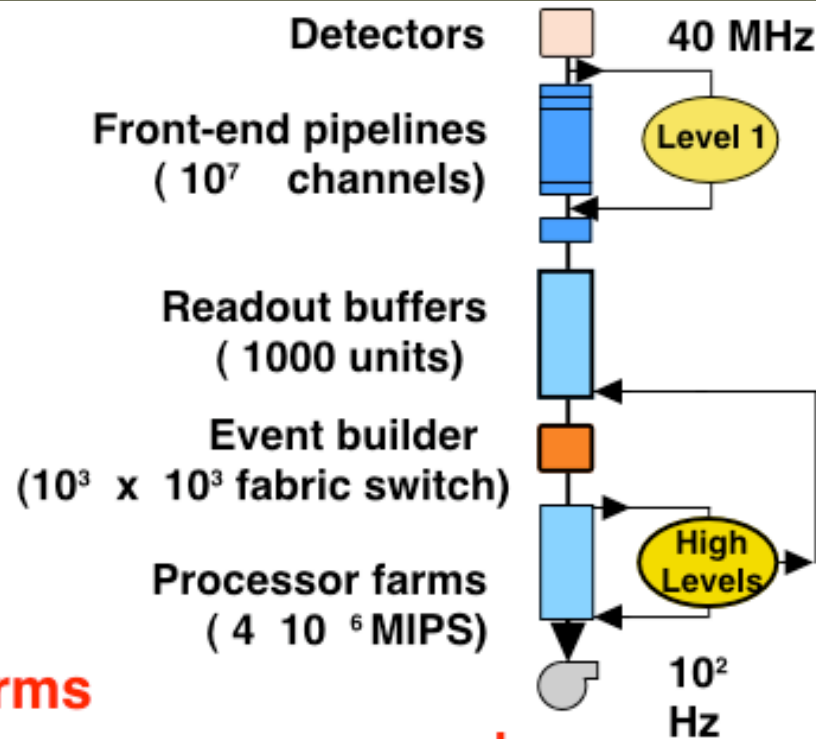 Detectors
40 MHz
Front-end pipelines
( 10⁷ channels)
Level 1
Readout buffers
( 1000 units)
Event builder
(10³ x 10³ fabric switch)
High
Levels
Processor farms
( 4 10 ⁶ MIPS)
10²
Hz
rms